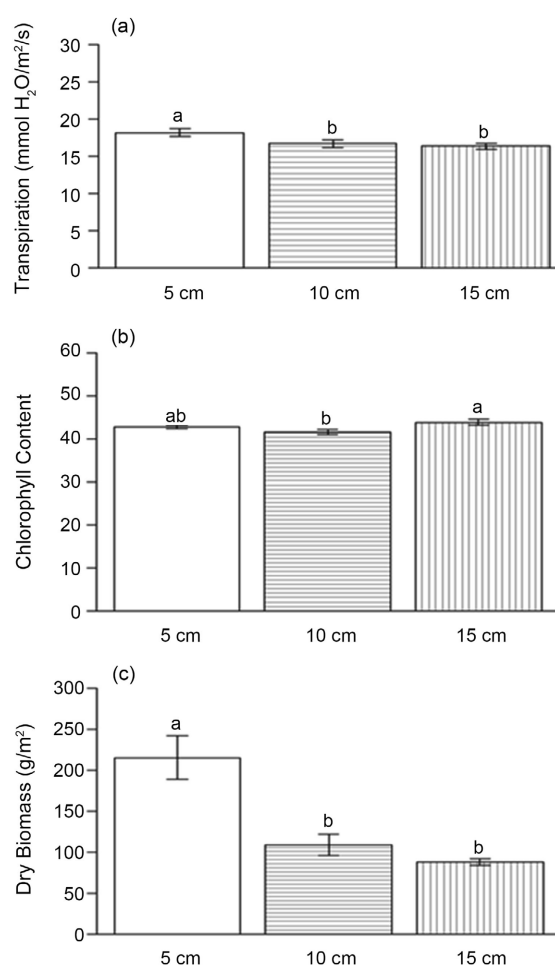 (a)
Transpiration (mmol H₂O/m²/s)
30
25
20
15
10
5
0
a
b
b
5 cm
10 cm
15 cm
(b)
Chlorophyll Content
60
50
40
30
20
10
0
ab
b
a
5 cm
10 cm
15 cm
(c)
Dry Biomass (g/m²)
300
250
200
150
100
50
0
a
b
b
5 cm
10 cm
15 cm